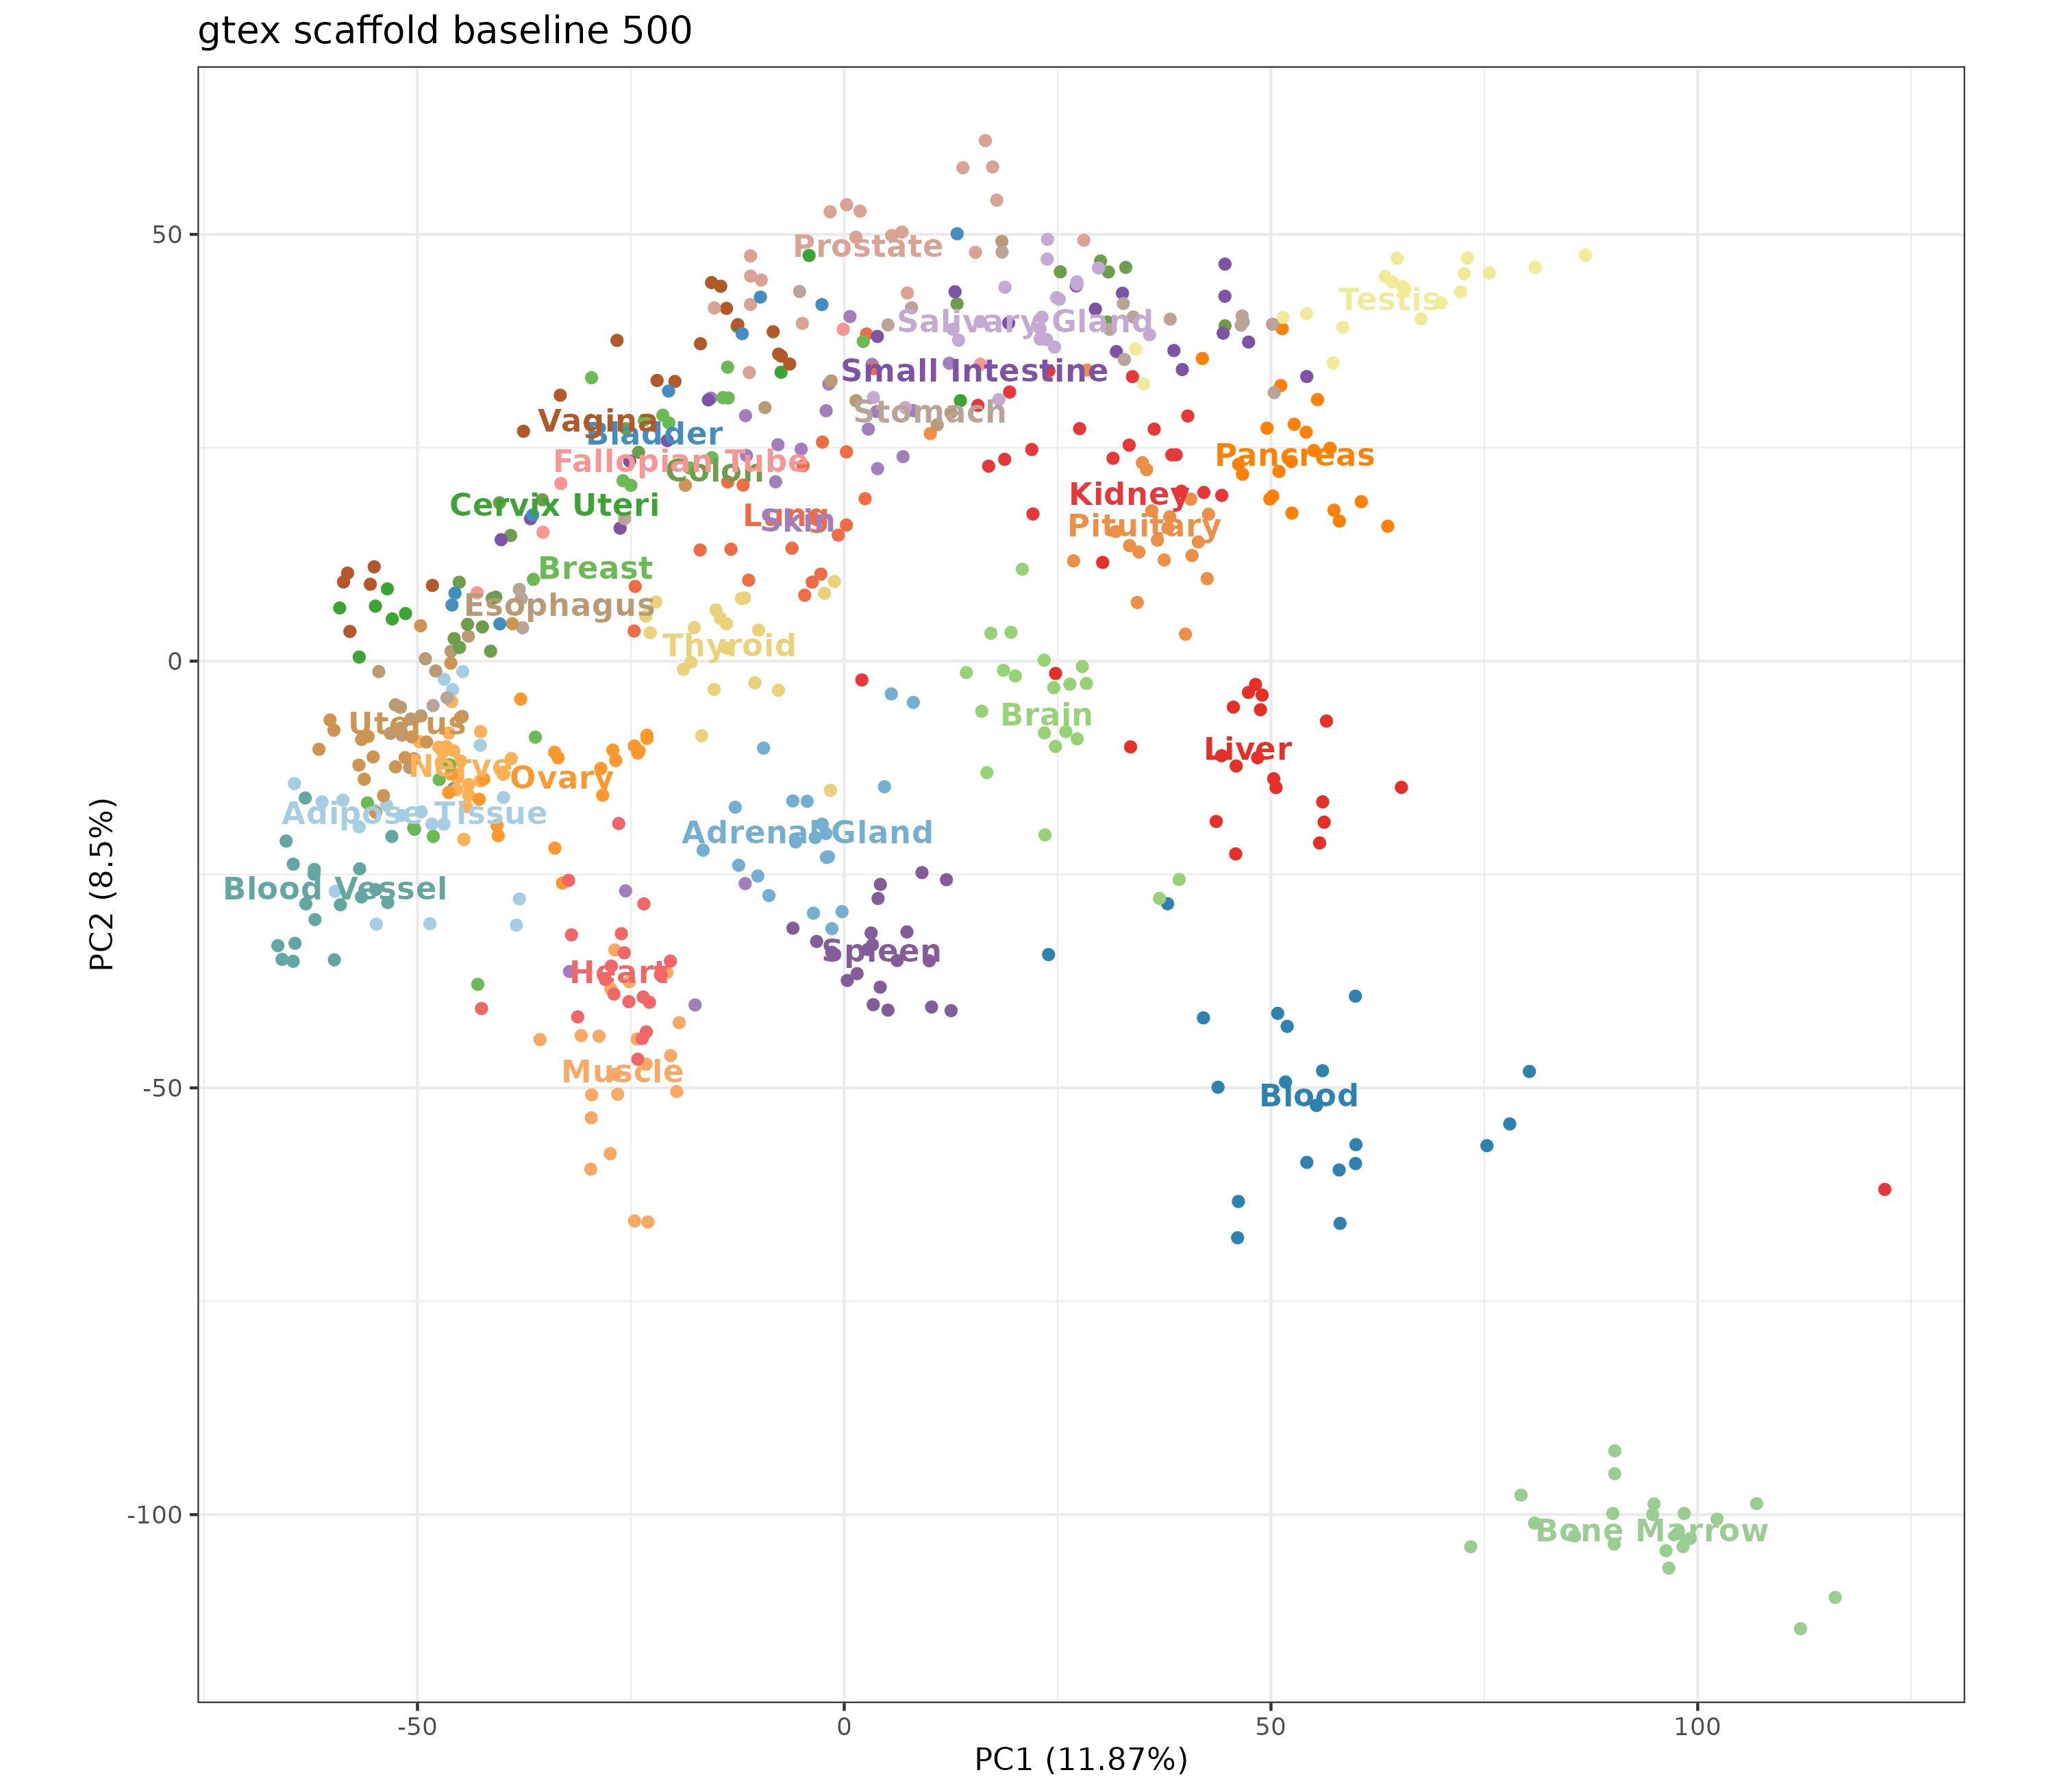 gtex scaffold baseline 500
50
0
-50
-100
PC2 (8.5%)
Prostate
Testis
Salivary Gland
Small Intestine
Stomach
Vagina
Bladder
Fallopian Tube
Colon
Pancreas
Cervix Uteri
Kidney
Lung
Skin
Pituitary
Breast
Esophagus
Thyroid
Brain
Uterus
Liver
Nerve
Ovary
Adipose Tissue
Adrenal Gland
Blood Vessel
Spleen
Heart
Muscle
Blood
Bone Marrow
-50
0
50
100
PC1 (11.87%)